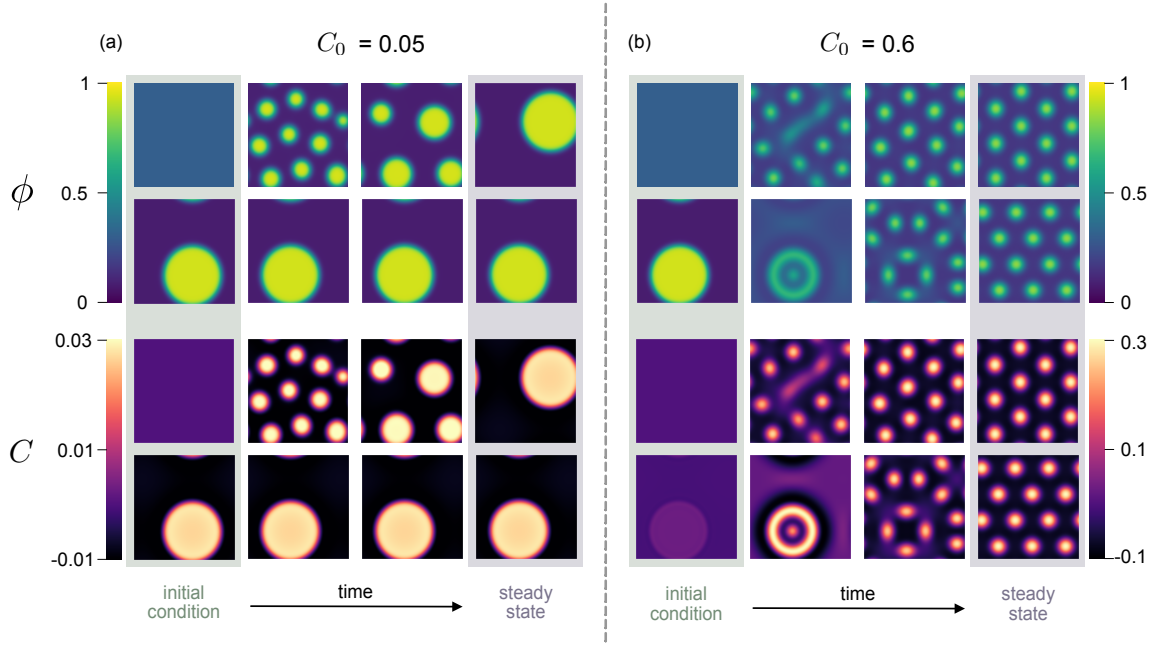 (a)
C₀ = 0.05
(b)
C₀ = 0.6
1
0.5
0
ϕ
1
0.5
0
0.03
0.01
-0.01
C
0.3
0.1
-0.1
initial
condition
time
steady
state
initial
condition
time
steady
state